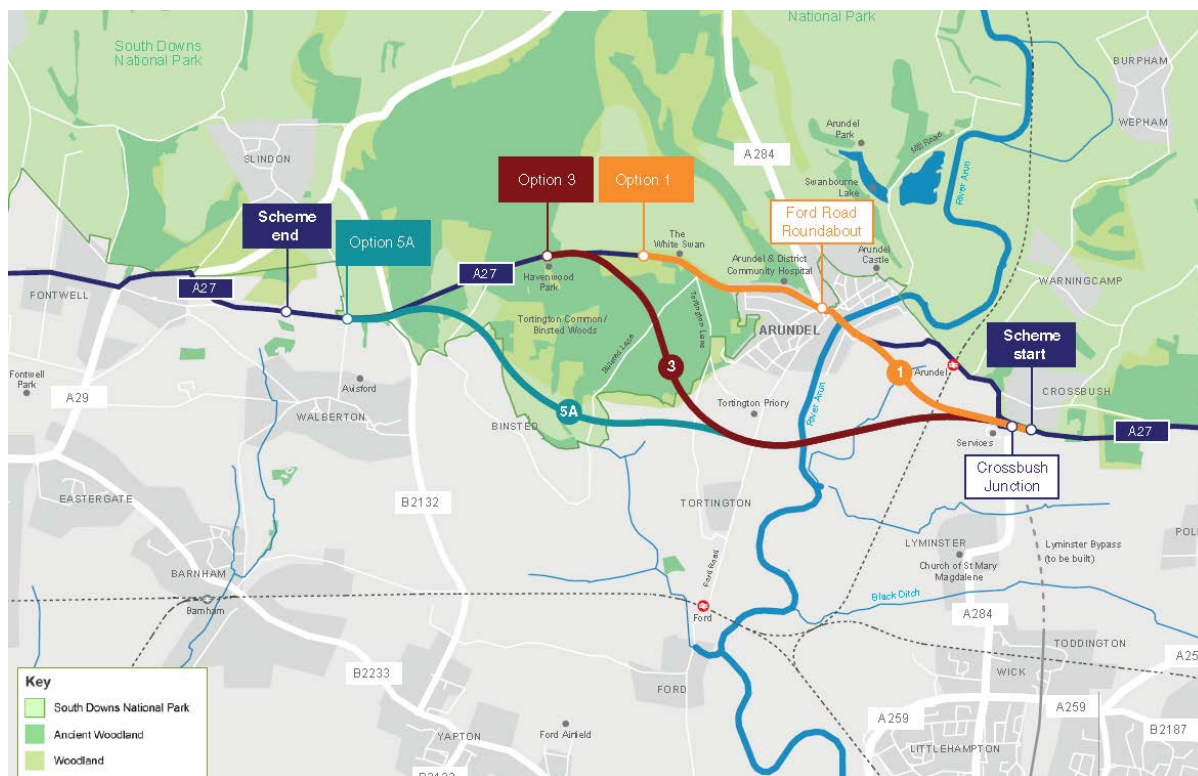 South Downs
National Park
National Park
BURPHAM
WEPHAM
SLINDON
A284
Arundel
Park
Mill Road
Swanbourne
Lake
River Arun
Option 3
Option 1
Scheme
end
Option 5A
Ford Road
Roundabout
The
White Swan
Arundel & District
Community Hospital
Arundel
Castle
A27
A27
FONTWELL
Havenwood
Park
WARNINGCAMP
Tortington Common/
Binsted Woods
Binsted Lane
Tortington Lane
ARUNDEL
Scheme
start
3
1
Arundel
CROSSBUSH
Fontwell
Park
A29
Avisford
WALBERTON
5A
BINSTED
Tortington Priory
River Arun
Services
A27
Crossbush
Junction
EASTERGATE
B2132
TORTINGTON
POL
LYMINSTER
Church of St Mary
Magdalene
Lyminster Bypass
(to be built)
BARNHAM
Barnham
Ford Road
Ford
Black Ditch
A284
TODDINGTON
A25
B2233
WICK
Key
South Downs National Park
Ancient Woodland
Woodland
FORD
YAPTON
Ford Airfield
A259
A259
B2187
LITTLEHAMPTON